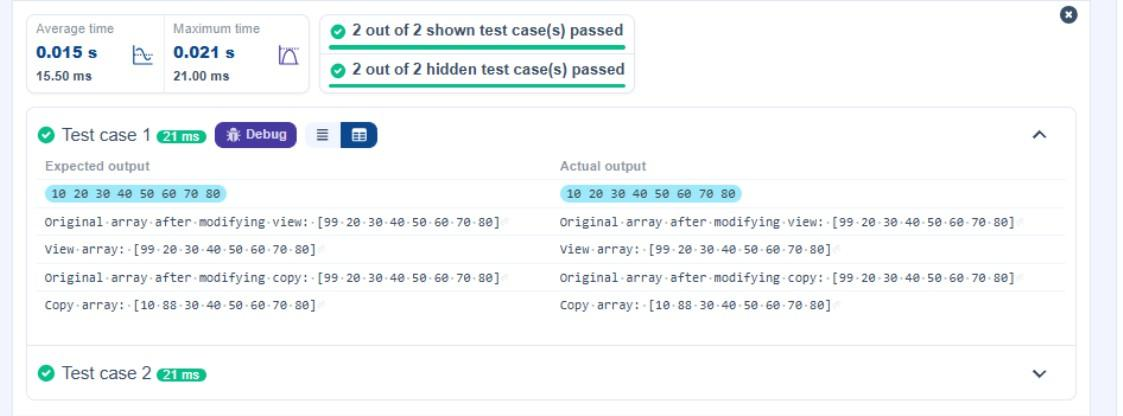 Average time
Maximum time
0.015 s
0.021 s
15.50 ms
21.00 ms
2 out of 2 shown test case(s) passed
2 out of 2 hidden test case(s) passed
Test case 1 21 ms Debug
Expected output Actual output
10 20 30 40 50 60 70 80 10 20 30 40 50 60 70 80
Original·array·after·modifying·view:·[99·20·30·40·50·60·70·80] Original·array·after·modifying·view:·[99·20·30·40·50·60·70·80]
View·array:·[99·20·30·40·50·60·70·80] View·array:·[99·20·30·40·50·60·70·80]
Original·array·after·modifying·copy:·[99·20·30·40·50·60·70·80] Original·array·after·modifying·copy:·[99·20·30·40·50·60·70·80]
Copy·array:·[10·88·30·40·50·60·70·80] Copy·array:·[10·88·30·40·50·60·70·80]
Test case 2 21 ms